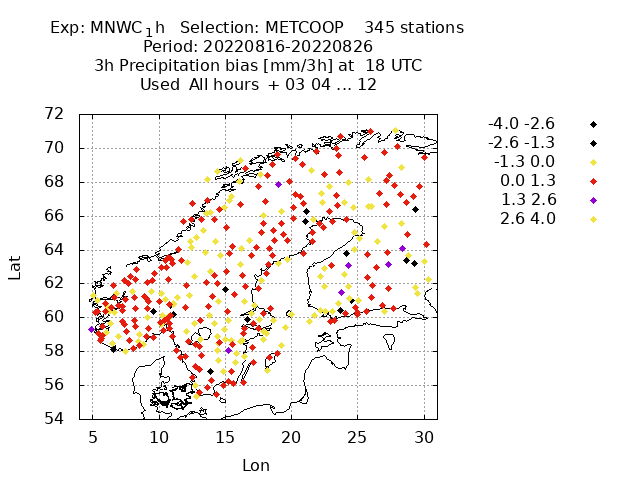 Exp: MNWC_1h Selection: METCOOP 345 stations
Period: 20220816-20220826
3h Precipitation bias [mm/3h] at 18 UTC
Used All hours + 03 04 ... 12
72
70
68
66
64
62
60
58
56
54
5 10 15 20 25 30
Lat
Lon
-4.0 -2.6
-2.6 -1.3
-1.3 0.0
0.0 1.3
1.3 2.6
2.6 4.0